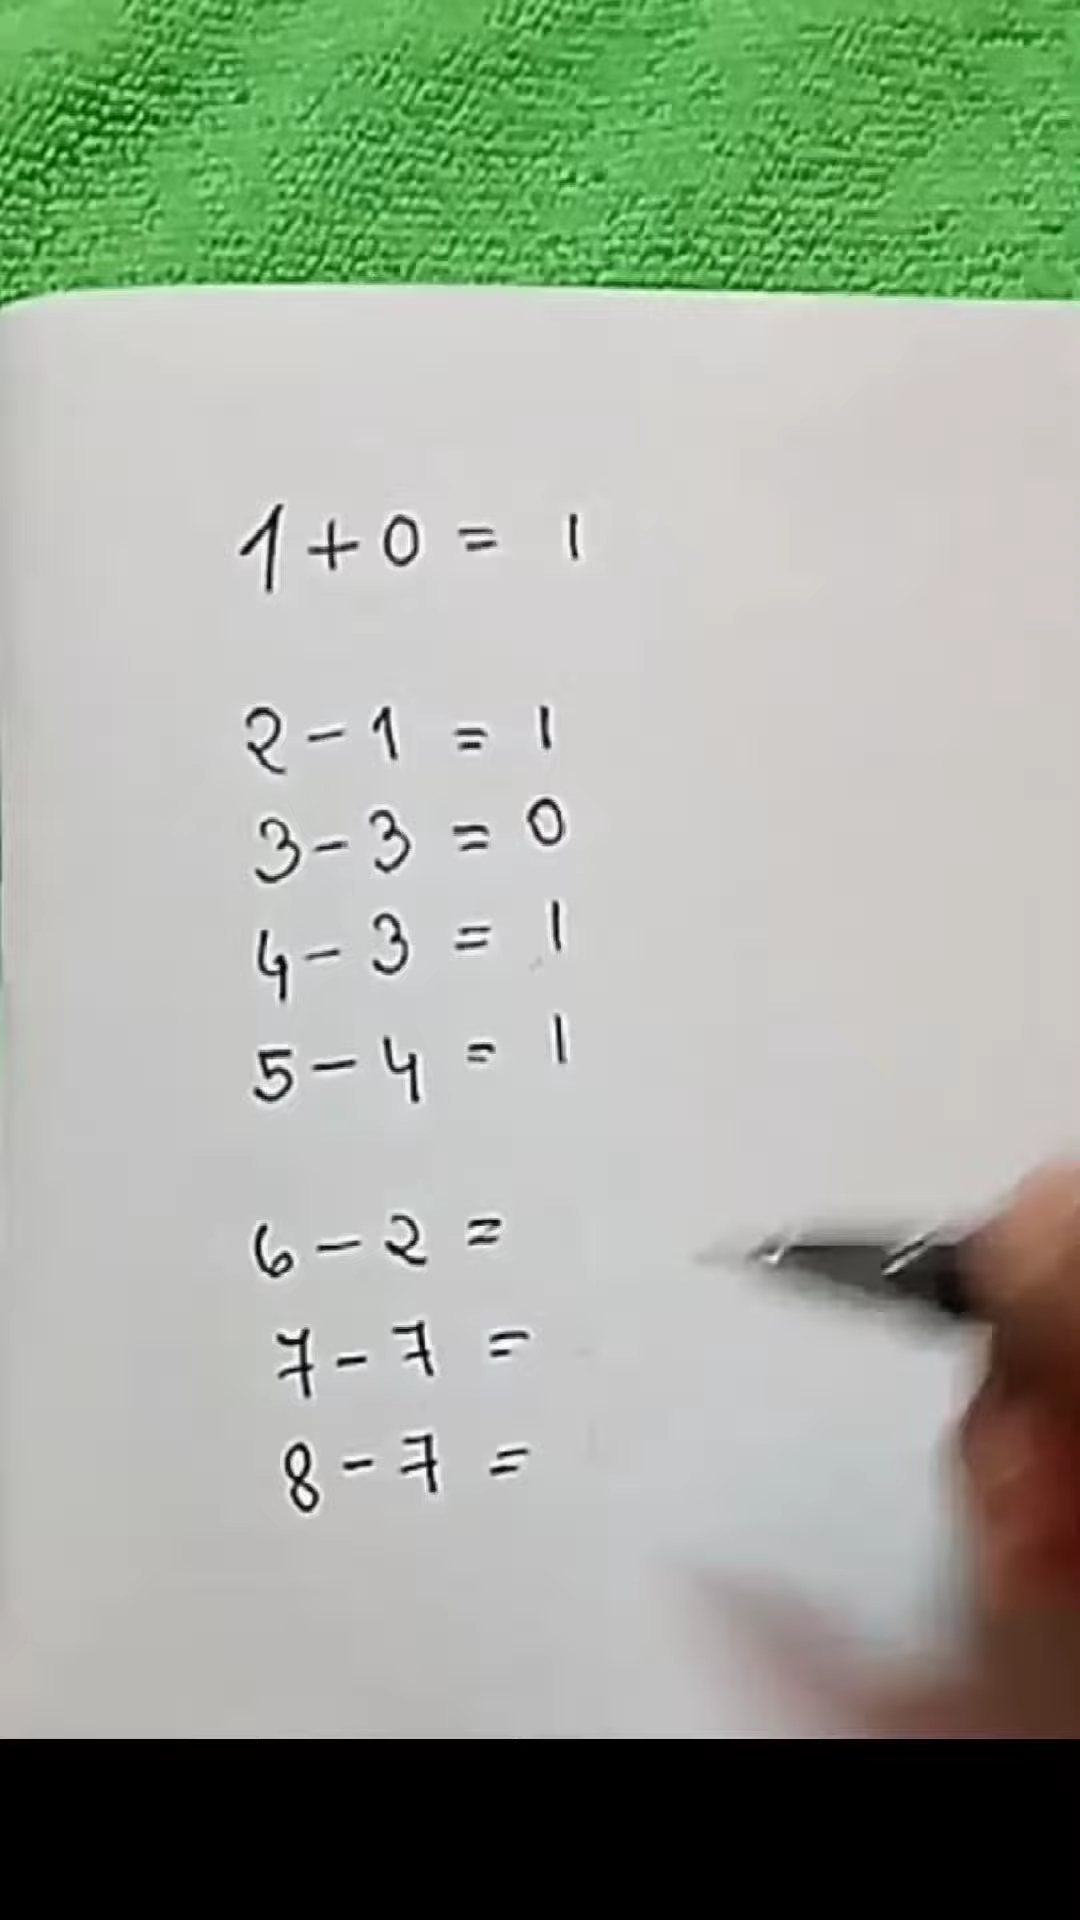 1 + 0 = 1
2 - 1 = 1
3 - 3 = 0
4 - 3 = 1
5 - 4 = 1
6 - 2 =
7 - 7 =
8 - 7 =